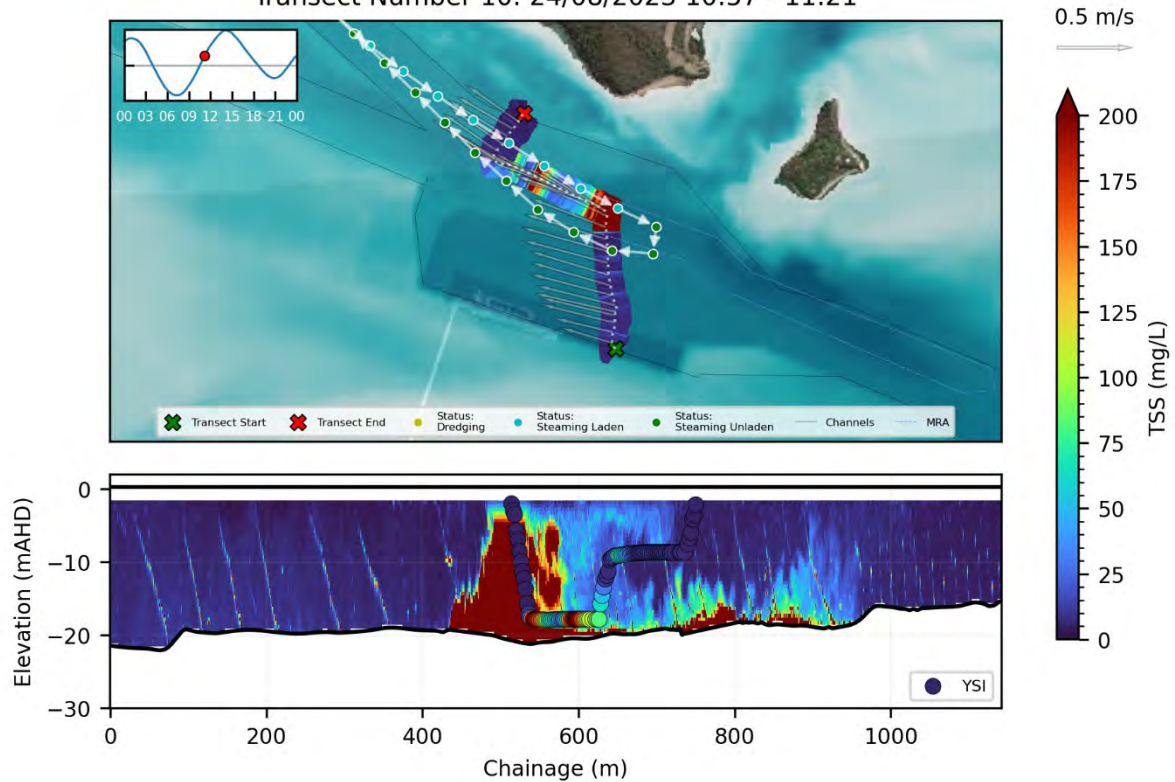 Transect Number 10: 24/08/2023 10:57 - 11:21
0.5 m/s
00 03 06 09 12 15 18 21 00
Transect Start
Transect End
Status:
Dredging
Status:
Steaming Laden
Status:
Steaming Unladen
Channels
MRA
200
175
150
125
100
75
50
25
0
TSS (mg/L)
0
−10
−20
−30
Elevation (mAHD)
YSI
0 200 400 600 800 1000
Chainage (m)